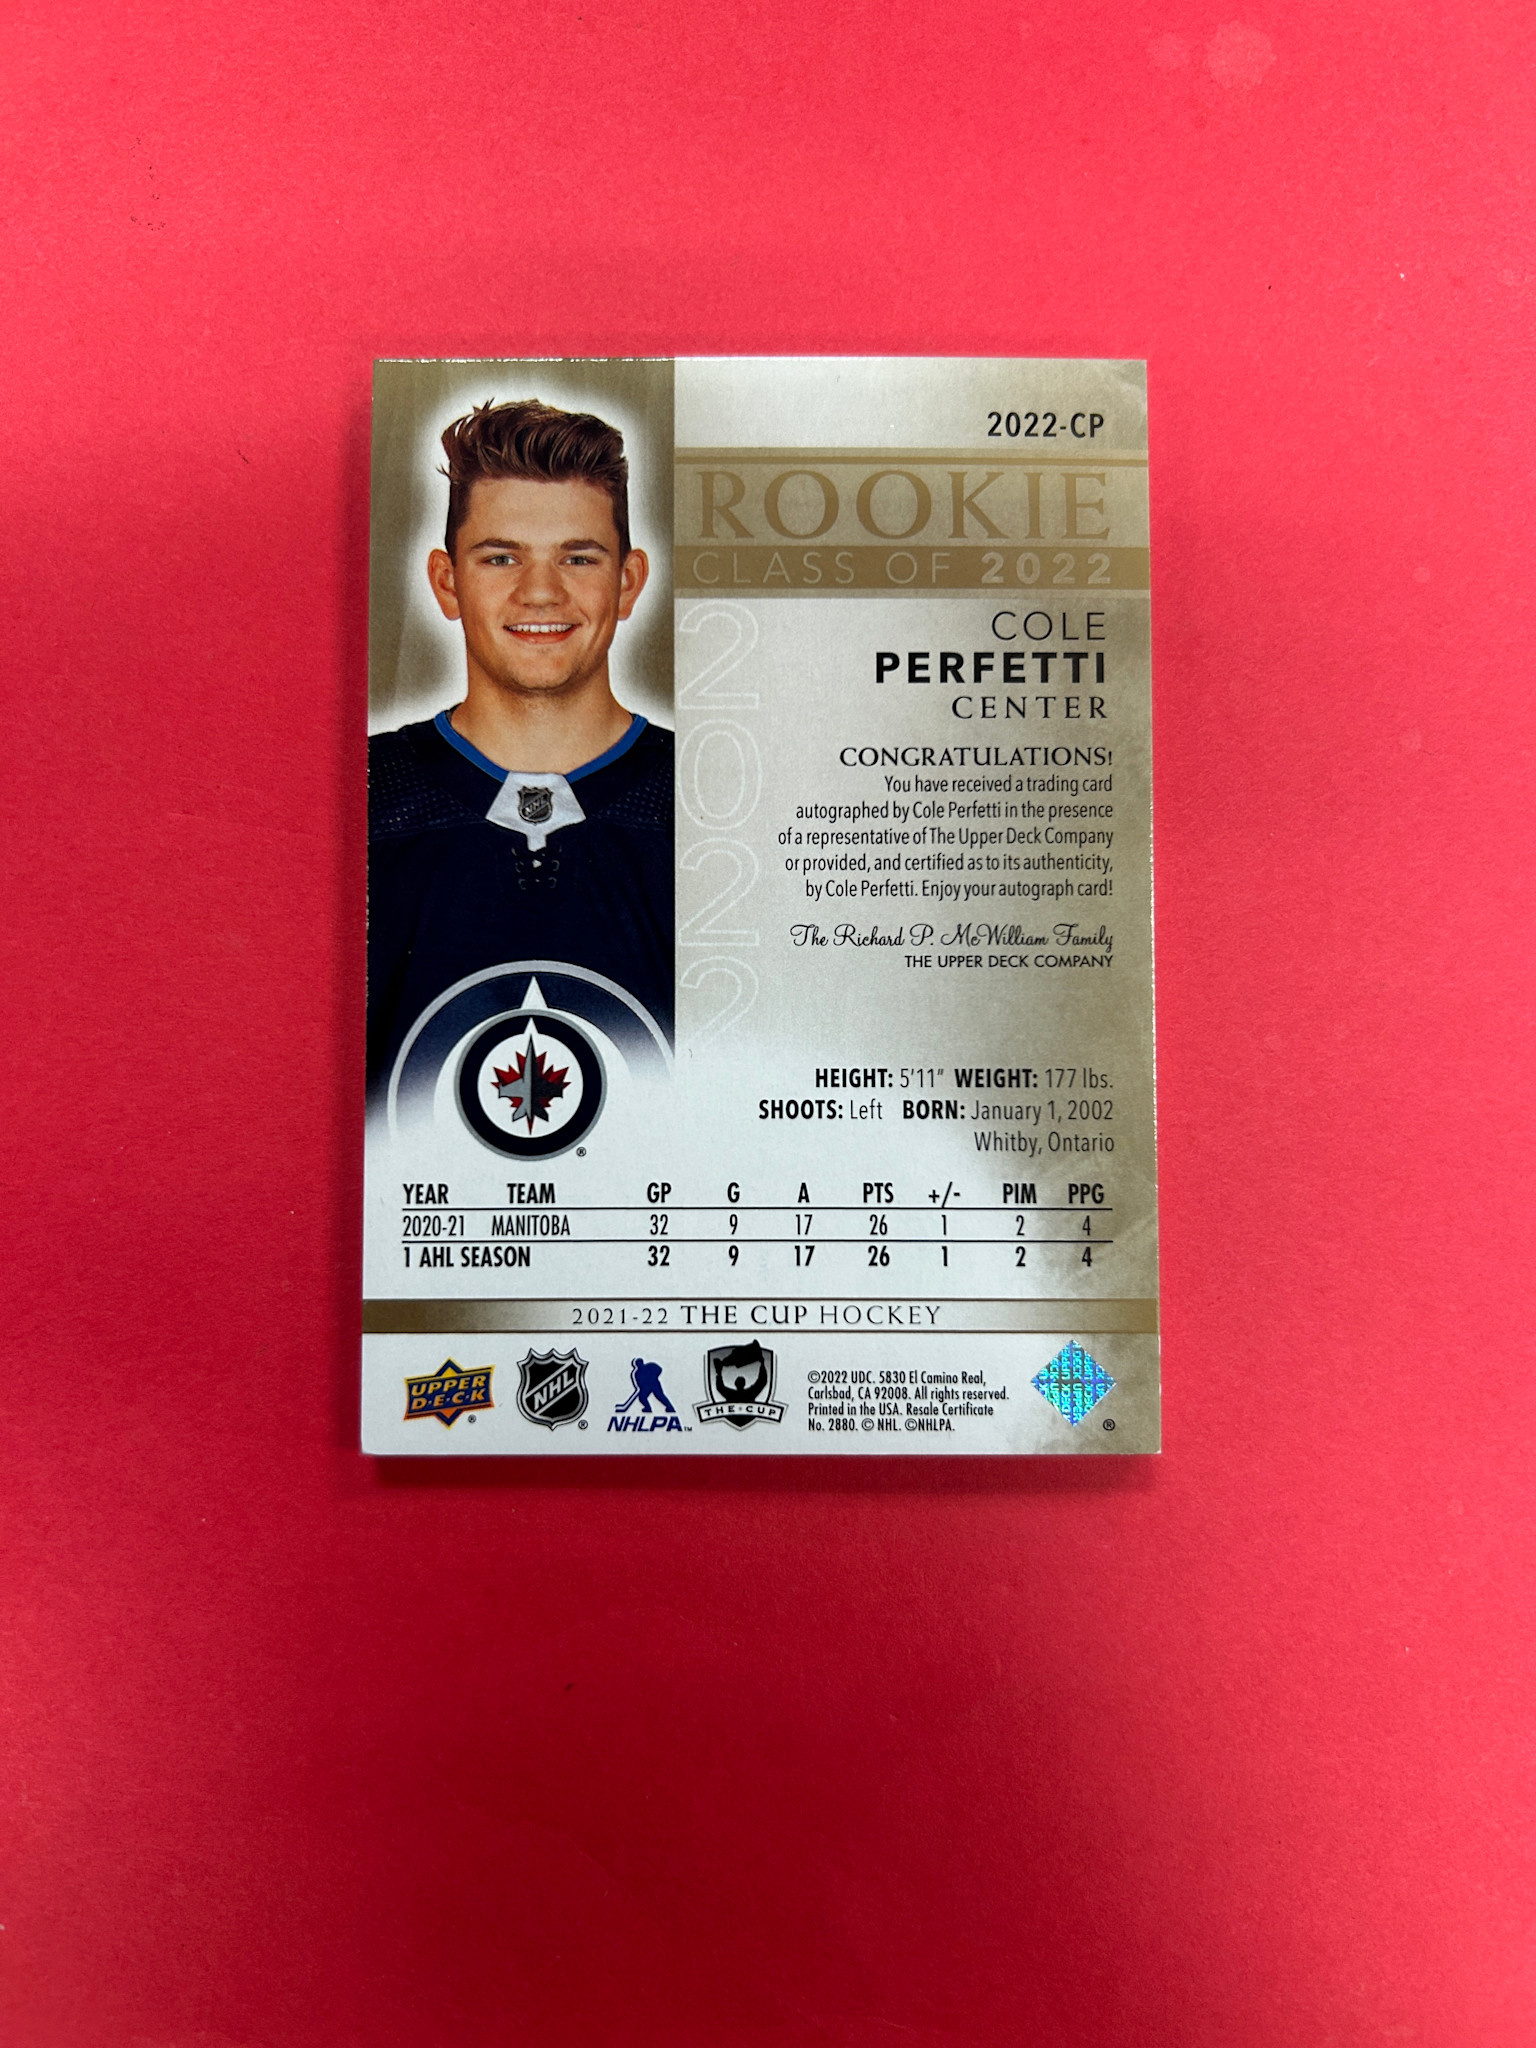 2022-CP
ROOKIE
CLASS OF 2022
2022
COLE
PERFETTI
CENTER
CONGRATULATIONS!
You have received a trading card
autographed by Cole Perfetti in the presence
of a representative of The Upper Deck Company
or provided, and certified as to its authenticity,
by Cole Perfetti. Enjoy your autograph card!
The Richard P. McWilliam Family
THE UPPER DECK COMPANY
NHL
HEIGHT: 5'11" WEIGHT: 177 lbs.
SHOOTS: Left BORN: January 1, 2002
Whitby, Ontario
®
YEAR TEAM GP G A PTS +/- PIM PPG
2020-21 MANITOBA 32 9 17 26 1 2 4
1 AHL SEASON 32 9 17 26 1 2 4
2021-22 THE CUP HOCKEY
UPPER
D·E·C·K
®
NHL
®
NHLPA™
THE CUP
©2022 UDC. 5830 El Camino Real,
Carlsbad, CA 92008. All rights reserved.
Printed in the USA. Resale Certificate
No. 2880. © NHL. ©NHLPA.
®